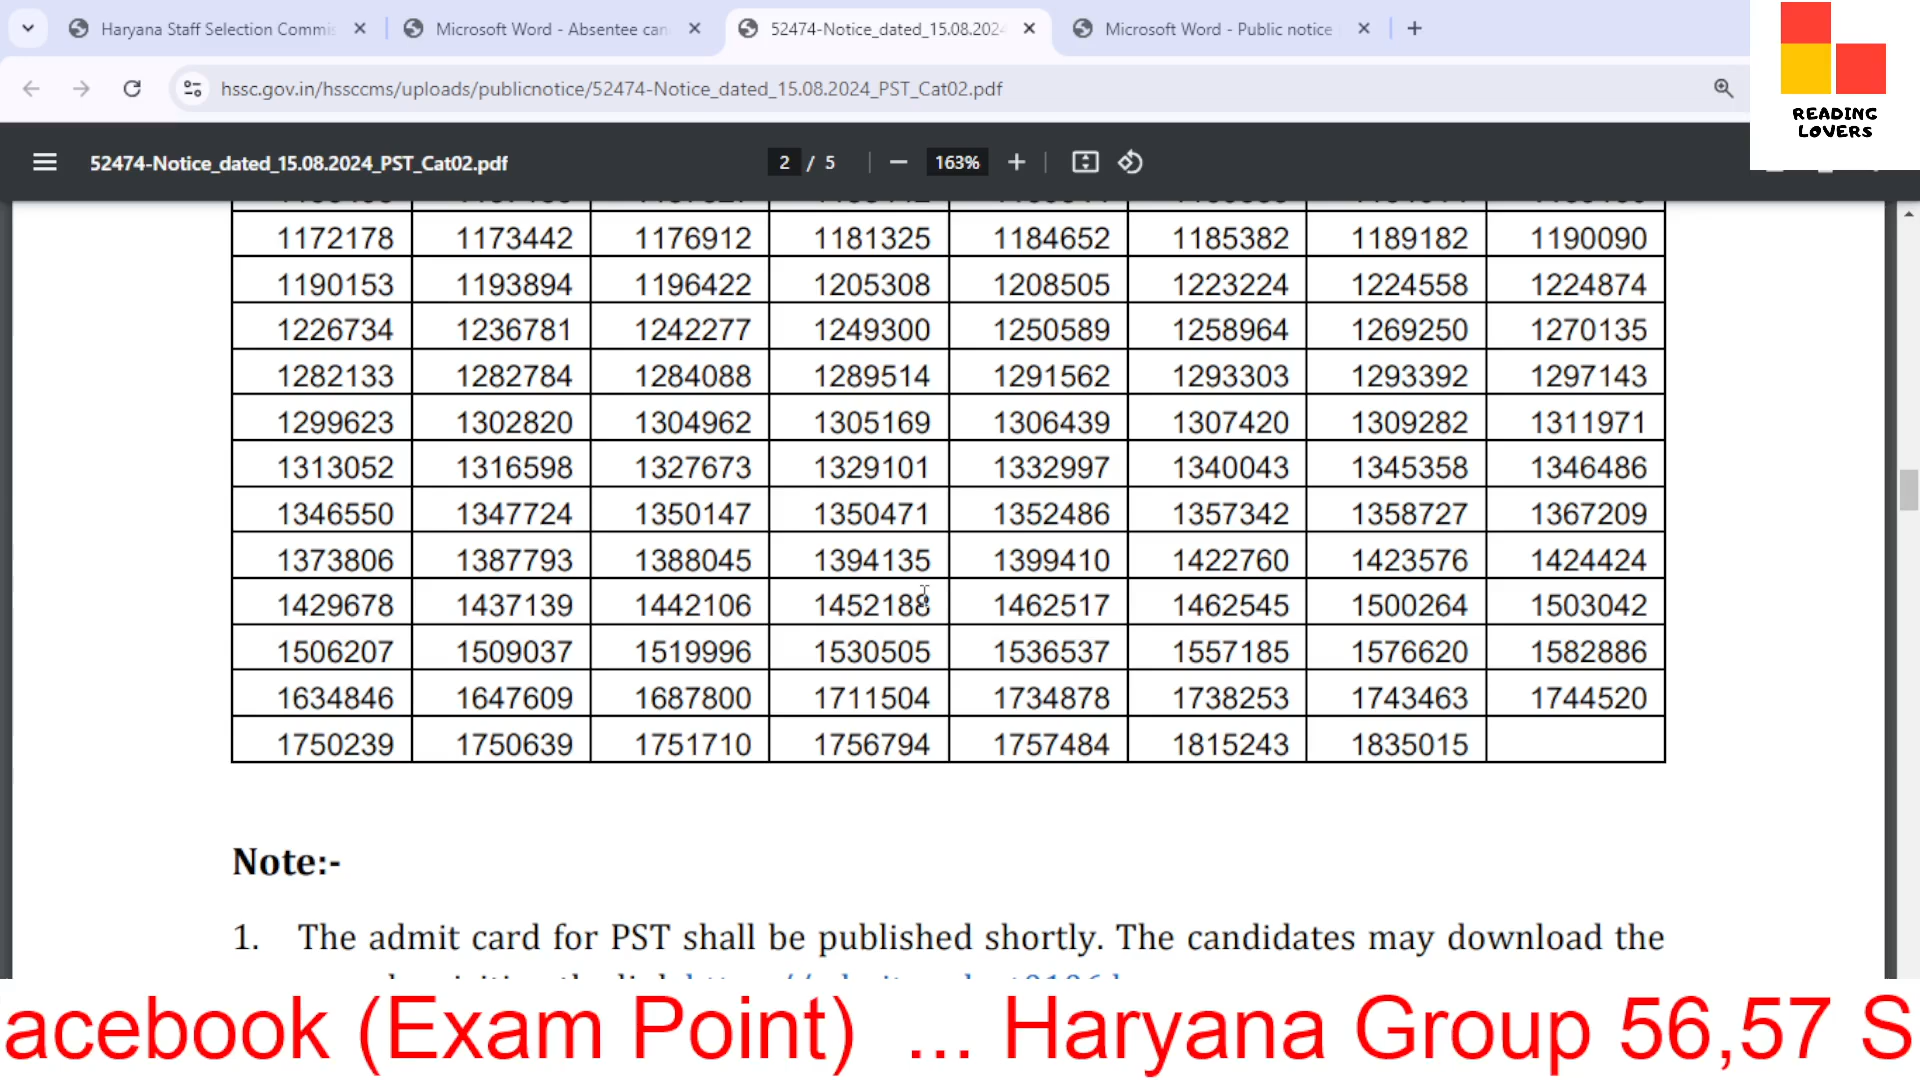 Haryana Staff Selection Commis
Microsoft Word - Absentee can
52474-Notice_dated_15.08.2024
Microsoft Word - Public notice
hssc.gov.in/hssccms/uploads/publicnotice/52474-Notice_dated_15.08.2024_PST_Cat02.pdf
READING
LOVERS
52474-Notice_dated_15.08.2024_PST_Cat02.pdf 2 / 5 163%
1172178 1173442 1176912 1181325 1184652 1185382 1189182 1190090
1190153 1193894 1196422 1205308 1208505 1223224 1224558 1224874
1226734 1236781 1242277 1249300 1250589 1258964 1269250 1270135
1282133 1282784 1284088 1289514 1291562 1293303 1293392 1297143
1299623 1302820 1304962 1305169 1306439 1307420 1309282 1311971
1313052 1316598 1327673 1329101 1332997 1340043 1345358 1346486
1346550 1347724 1350147 1350471 1352486 1357342 1358727 1367209
1373806 1387793 1388045 1394135 1399410 1422760 1423576 1424424
1429678 1437139 1442106 1452188 1462517 1462545 1500264 1503042
1506207 1509037 1519996 1530505 1536537 1557185 1576620 1582886
1634846 1647609 1687800 1711504 1734878 1738253 1743463 1744520
1750239 1750639 1751710 1756794 1757484 1815243 1835015
Note:-
1. The admit card for PST shall be published shortly. The candidates may download the
acebook (Exam Point) ... Haryana Group 56,57 S